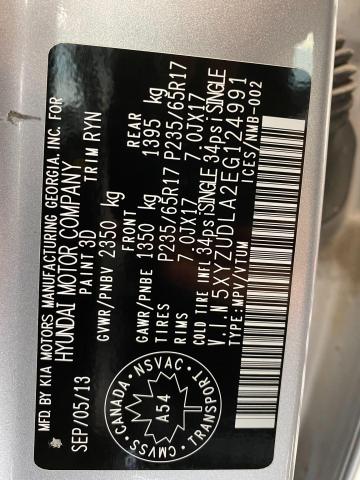 MFD. BY KIA MOTORS MANUFACTURING GEORGIA, INC. FOR
HYUNDAI MOTOR COMPANY
SEP/05/13 PAINT 3D TRIM RYN
GVWR/PNBV 2350 kg
FRONT REAR
GAWR/PNBE 1350 kg 1395 kg
TIRES P235/65R17 P235/65R17
RIMS 7.0JX17 7.0JX17
COLD TIRE INFL 34psiSINGLE 34psiSINGLE
VIN 5XYZUDLA2EG124991
TYPE:MPV/VTUM ICES/NMB-002
CANADA • NSVAC • TRANSPORT • CMVSS •
A54